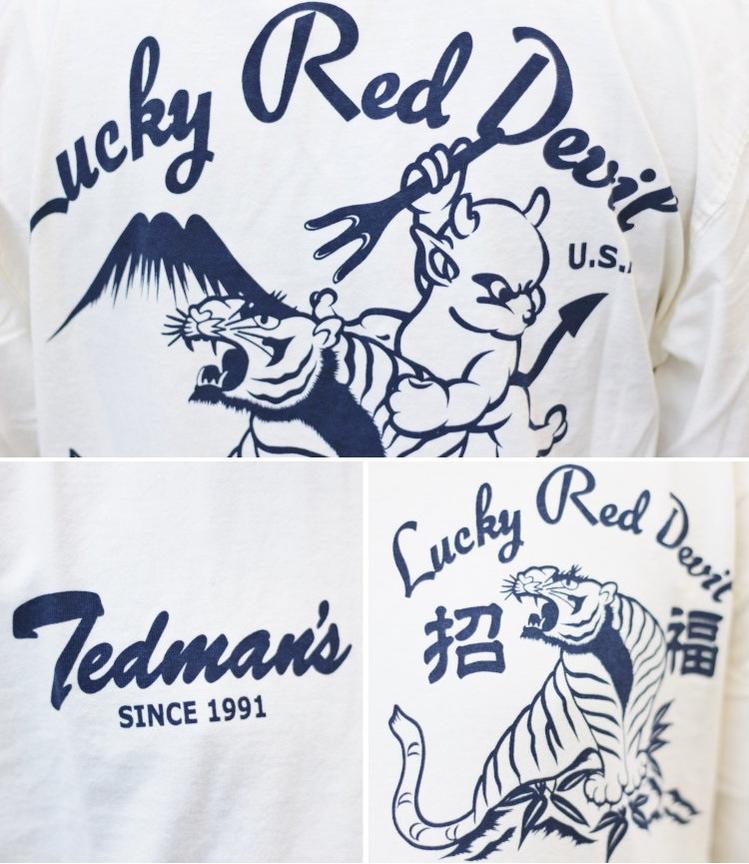 Lucky Red Devil
U.S.
Tedman's
SINCE 1991
Lucky Red Devil
招 福